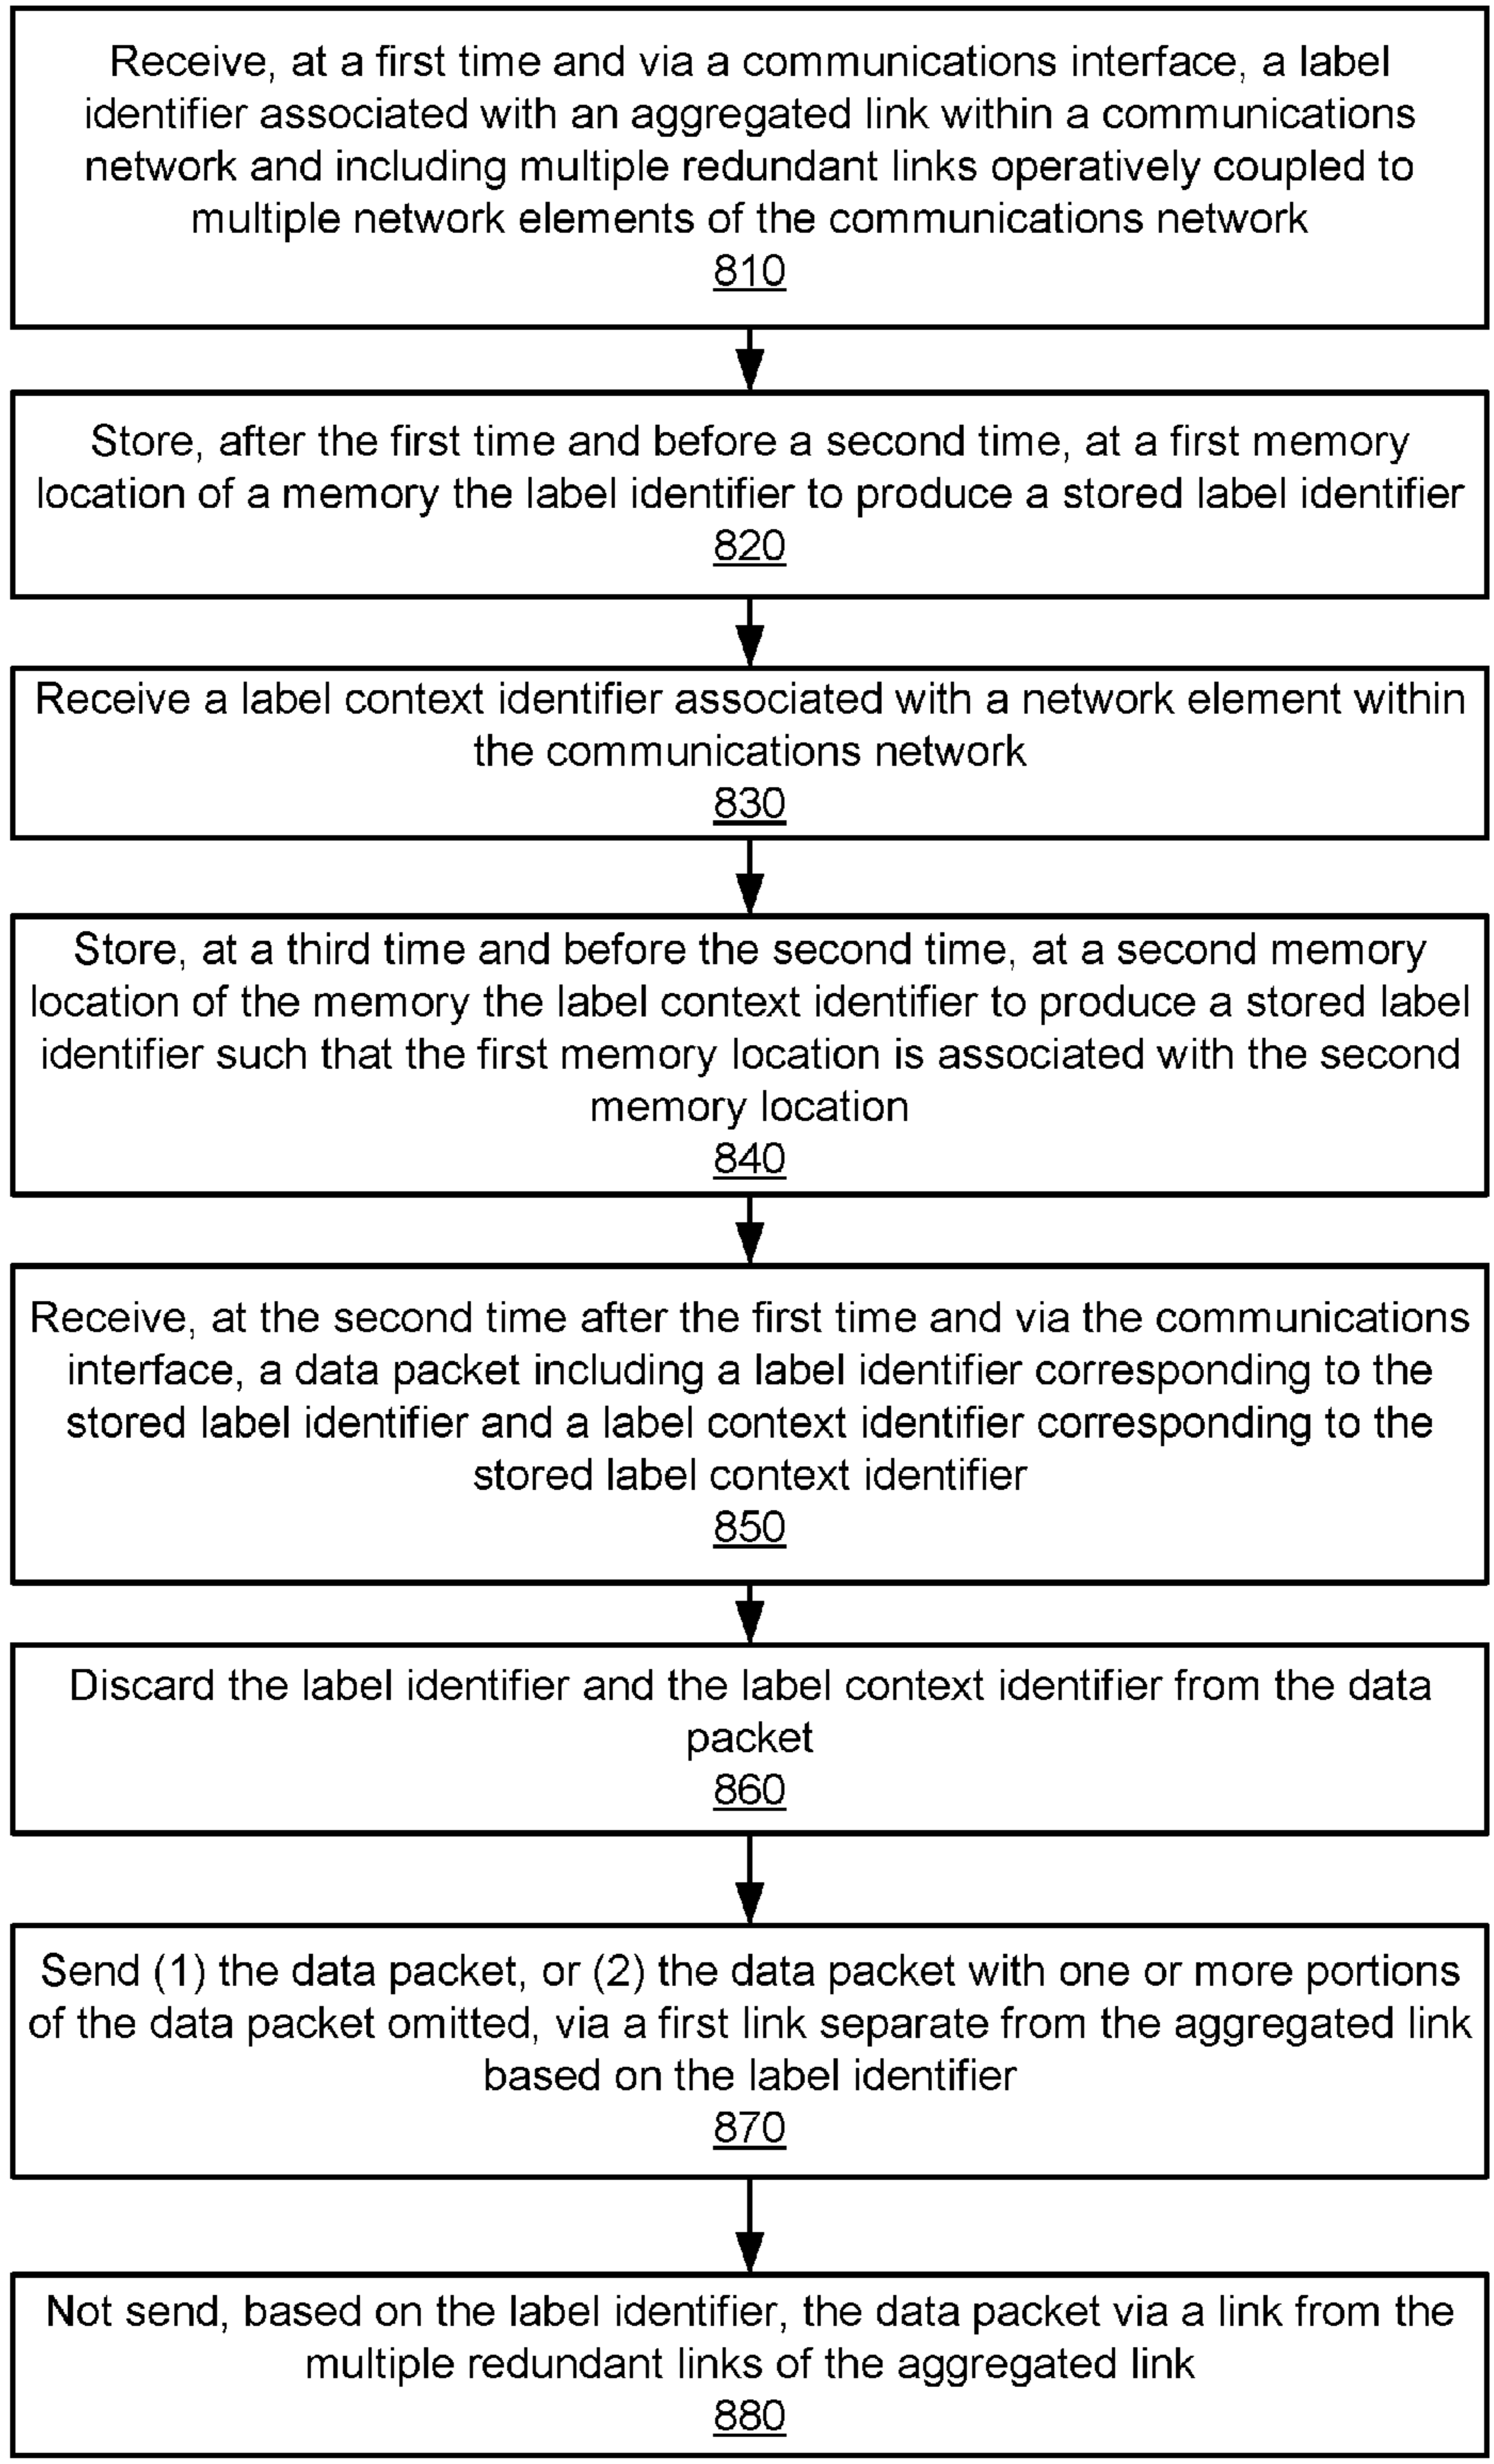 Receive, at a first time and via a communications interface, a label
identifier associated with an aggregated link within a communications
network and including multiple redundant links operatively coupled to
multiple network elements of the communications network
810
Store, after the first time and before a second time, at a first memory
location of a memory the label identifier to produce a stored label identifier
820
Receive a label context identifier associated with a network element within
the communications network
830
Store, at a third time and before the second time, at a second memory
location of the memory the label context identifier to produce a stored label
identifier such that the first memory location is associated with the second
memory location
840
Receive, at the second time after the first time and via the communications
interface, a data packet including a label identifier corresponding to the
stored label identifier and a label context identifier corresponding to the
stored label context identifier
850
Discard the label identifier and the label context identifier from the data
packet
860
Send (1) the data packet, or (2) the data packet with one or more portions
of the data packet omitted, via a first link separate from the aggregated link
based on the label identifier
870
Not send, based on the label identifier, the data packet via a link from the
multiple redundant links of the aggregated link
880